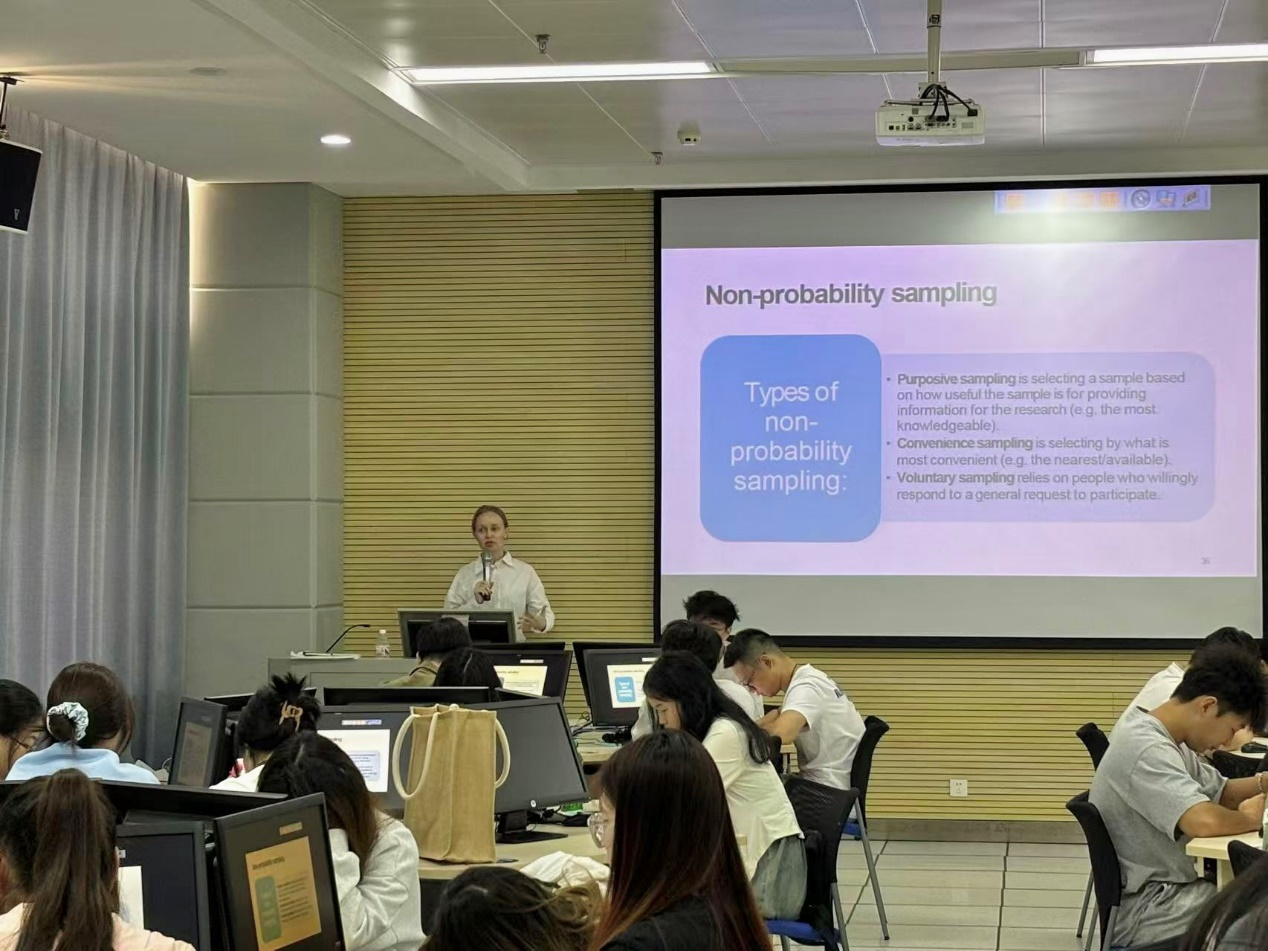 Non-probability sampling
Types of
non-
probability
sampling:
• Purposive sampling is selecting a sample based
on how useful the sample is for providing
information for the research (e.g. the most
knowledgeable).
• Convenience sampling is selecting by what is
most convenient (e.g. the nearest/available).
• Voluntary sampling relies on people who willingly
respond to a general request to participate.